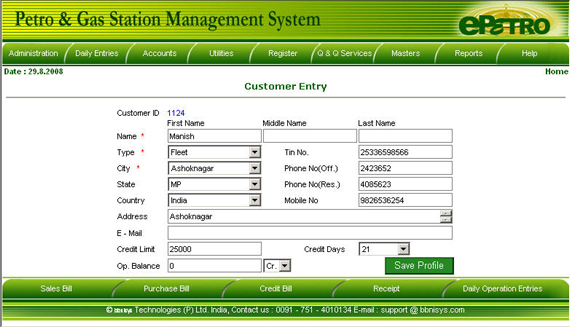 Petro & Gas Station Management System
ePetro
Administration Daily Entries Accounts Utilities Register Q & Q Services Masters Reports Help
Date : 29.8.2008 Home
Customer Entry
Customer ID 1124
First Name Middle Name Last Name
Name * Manish
Type * Fleet Tin No. 25336598566
City * Ashoknagar Phone No(Off.) 2423652
State MP Phone No(Res.) 4085623
Country India Mobile No 9826536254
Address Ashoknagar
E - Mail
Credit Limit 25000 Credit Days 21
Op. Balance 0 Cr. Save Profile
Sales Bill Purchase Bill Credit Bill Receipt Daily Operation Entries
© bbnisys Technologies (P) Ltd. India, Contact us : 0091 - 751 - 4010134 E-mail : support @ bbnisys.com